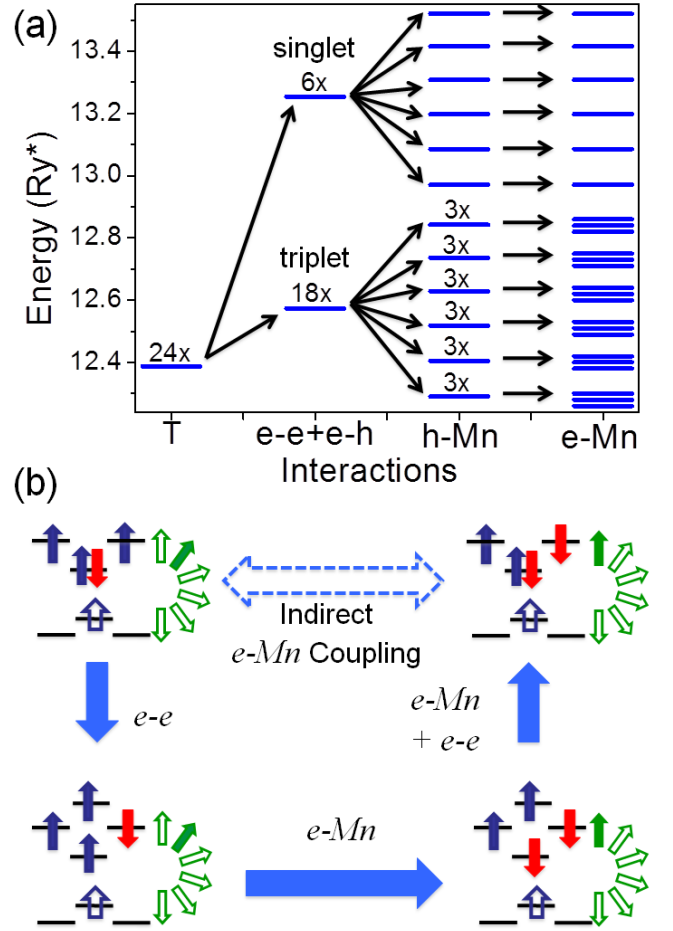 (a)
Energy (Ry*)
13.4
13.2
13.0
12.8
12.6
12.4
singlet
6x
triplet
18x
24x
3x
3x
3x
3x
3x
3x
T e-e+e-h h-Mn e-Mn
Interactions
(b)
Indirect
e-Mn Coupling
e-e
e-Mn
+ e-e
e-Mn